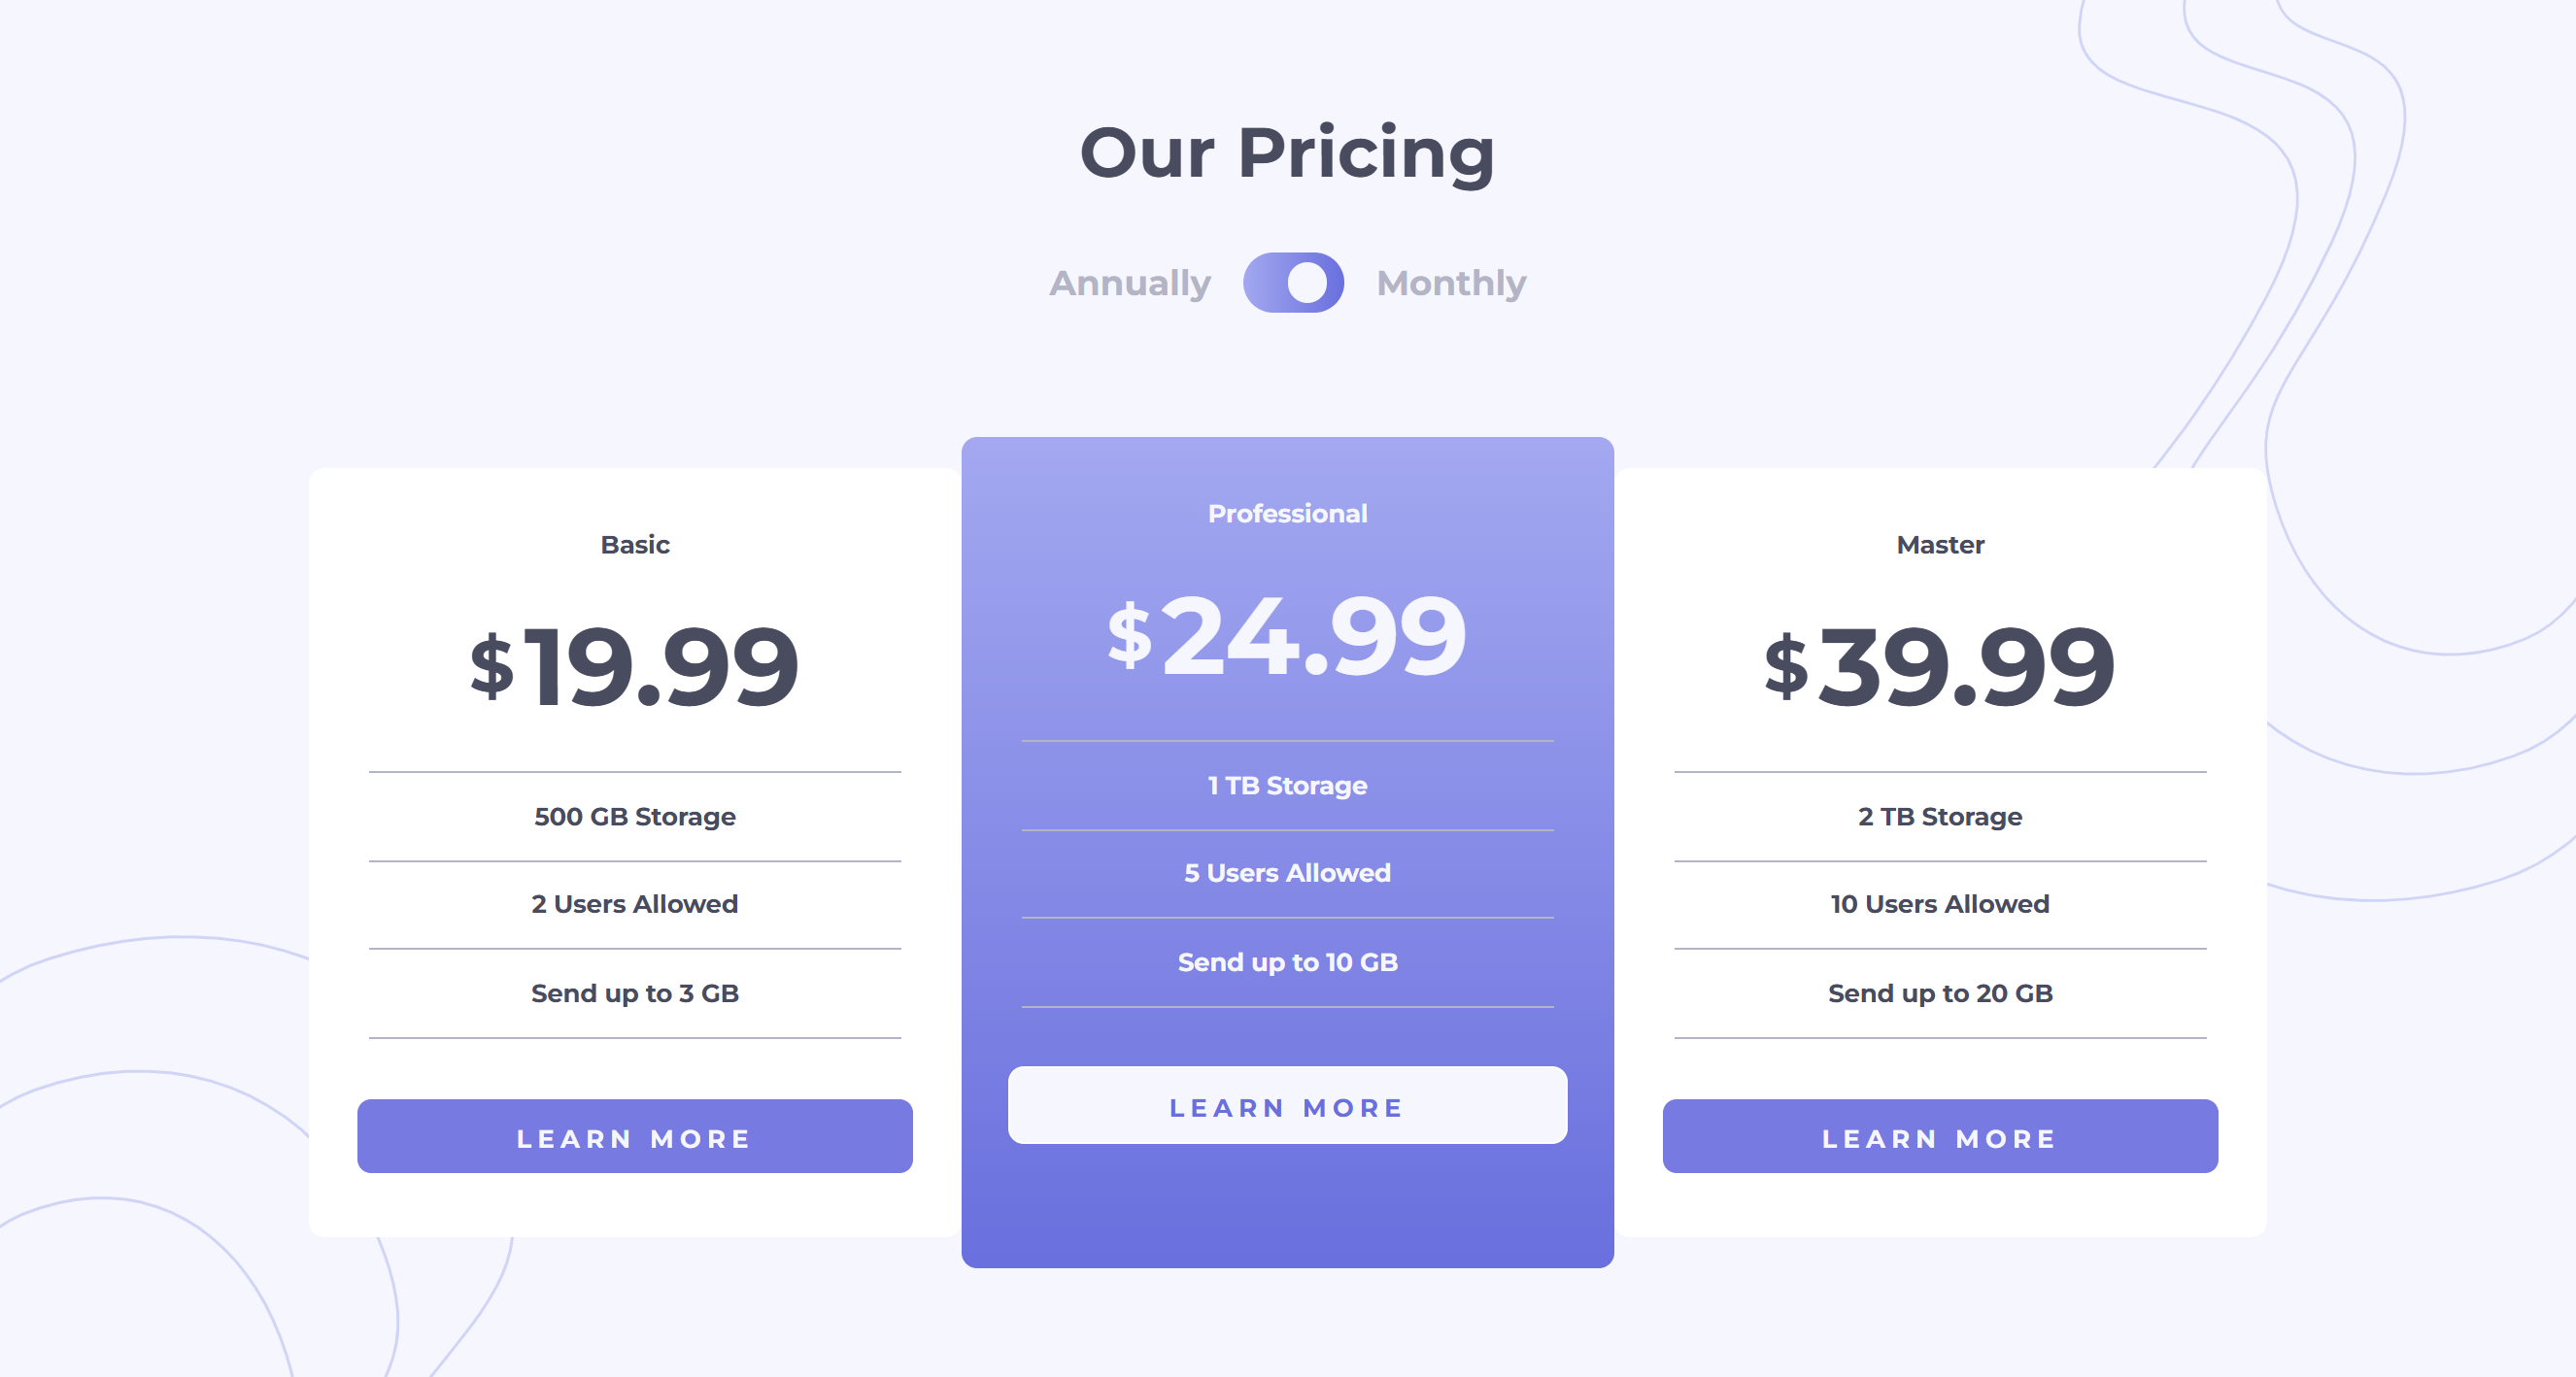 Our Pricing
Annually Monthly
Basic
$19.99
500 GB Storage
2 Users Allowed
Send up to 3 GB
LEARN MORE
Professional
$24.99
1 TB Storage
5 Users Allowed
Send up to 10 GB
LEARN MORE
Master
$39.99
2 TB Storage
10 Users Allowed
Send up to 20 GB
LEARN MORE